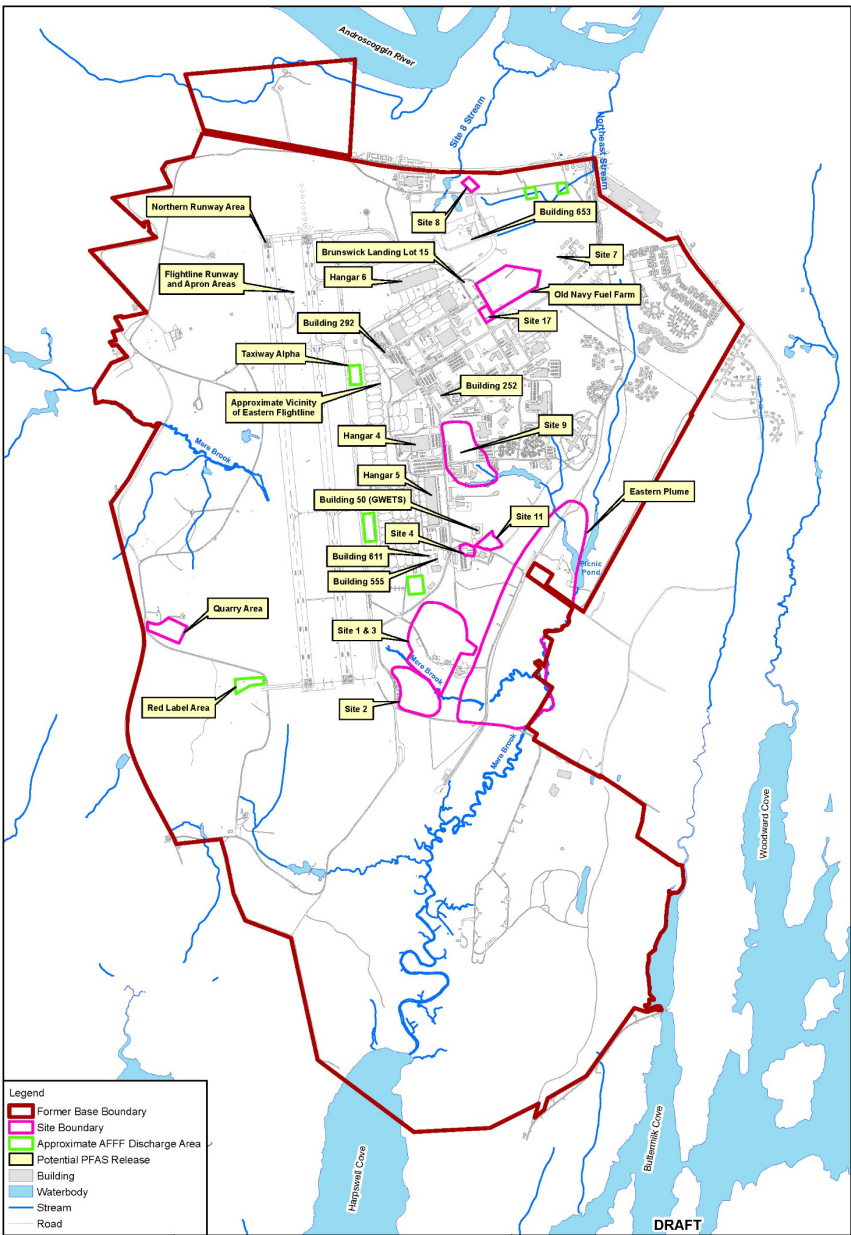 Androscoggin River
Site 8 Stream
Northeast Stream
Northern Runway Area
Site 8
Building 653
Brunswick Landing Lot 15
Site 7
Flightline Runway
and Apron Areas
Hangar 6
Old Navy Fuel Farm
Building 292
Site 17
Taxiway Alpha
Building 252
Approximate Vicinity
of Eastern Flightline
Hangar 4
Site 9
Mere Brook
Hangar 5
Eastern Plume
Building 50 (GWETS)
Site 11
Site 4
Building 611
Picnic
Pond
Building 555
Quarry Area
Site 1 & 3
Mere Brook
Red Label Area
Site 2
Mere Brook
Woodward Cove
Buttermilk Cove
Harpswell Cove
Legend
Former Base Boundary
Site Boundary
Approximate AFFF Discharge Area
Potential PFAS Release
Building
Waterbody
Stream
Road
DRAFT